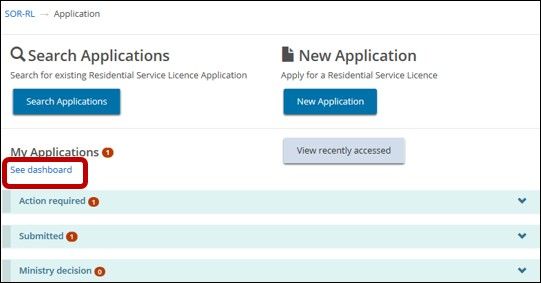 SOR-RL → Application
Search Applications
Search for existing Residential Service Licence Application
Search Applications
New Application
Apply for a Residential Service Licence
New Application
My Applications 1
See dashboard
View recently accessed
Action required 1
Submitted 1
Ministry decision 0